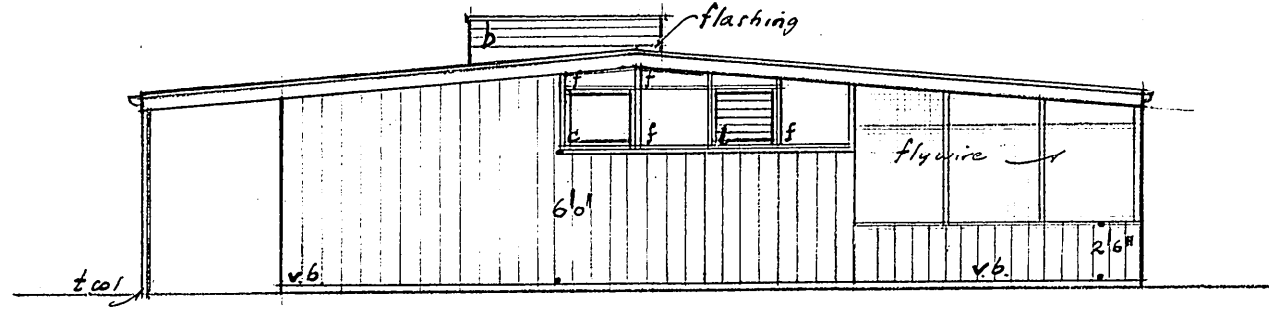 flashing
b
f f
c f l f
flywire
6'0"
2'6"
t col
v.b.
v.b.